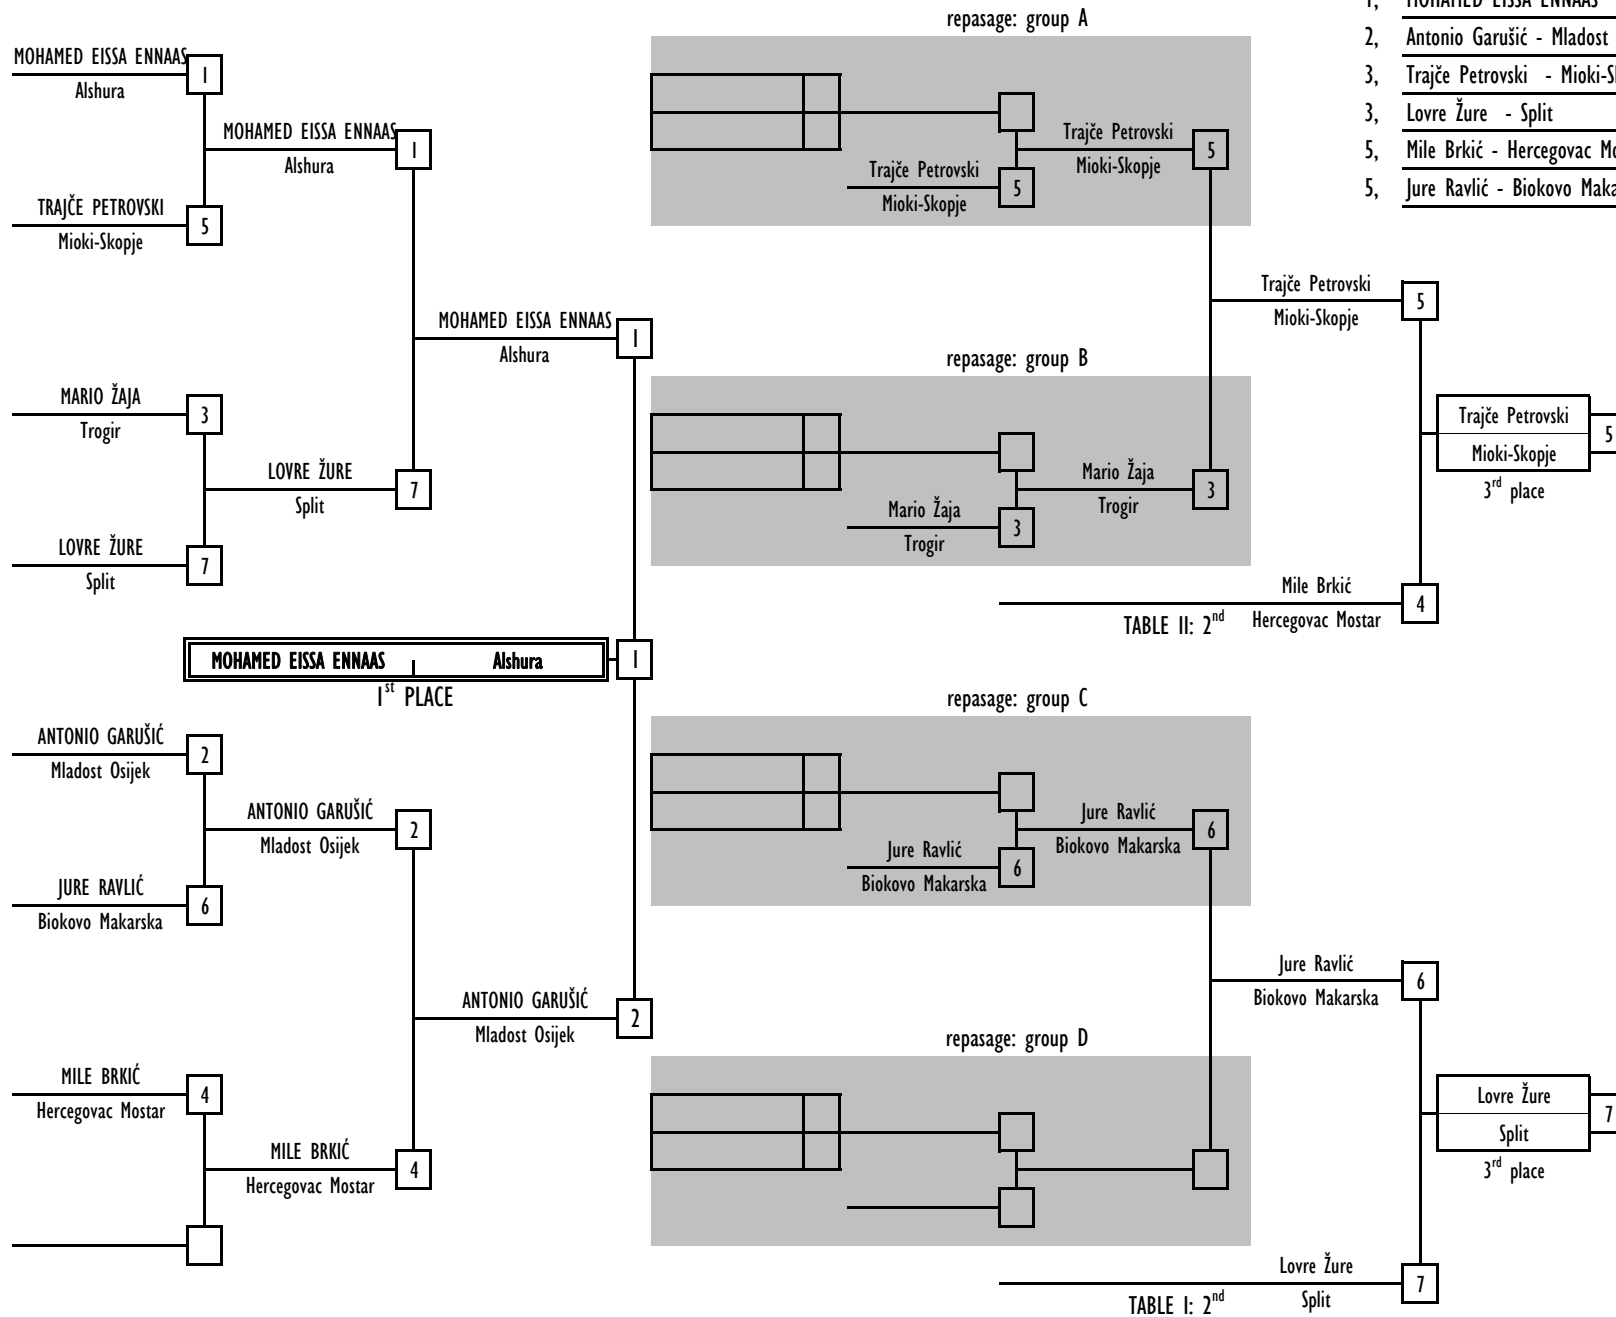 MOHAMED EISSA ENNAAS
Alshura
1
TRAJČE PETROVSKI
Mioki-Skopje
5
MARIO ŽAJA
Trogir
3
LOVRE ŽURE
Split
7
MOHAMED EISSA ENNAAS
Alshura
1
LOVRE ŽURE
Split
7
MOHAMED EISSA ENNAAS
Alshura
1
MOHAMED EISSA ENNAAS Alshura
1
1st PLACE
ANTONIO GARUŠIĆ
Mladost Osijek
2
JURE RAVLIĆ
Biokovo Makarska
6
MILE BRKIĆ
Hercegovac Mostar
4
ANTONIO GARUŠIĆ
Mladost Osijek
2
MILE BRKIĆ
Hercegovac Mostar
4
ANTONIO GARUŠIĆ
Mladost Osijek
2
repasage: group A
Trajče Petrovski
Mioki-Skopje
5
Trajče Petrovski
Mioki-Skopje
5
repasage: group B
Mario Žaja
Trogir
3
Mario Žaja
Trogir
3
Trajče Petrovski
Mioki-Skopje
5
Mile Brkić
TABLE II: 2nd Hercegovac Mostar
4
Trajče Petrovski
Mioki-Skopje
5
3rd place
repasage: group C
Jure Ravlić
Biokovo Makarska
6
Jure Ravlić
Biokovo Makarska
6
repasage: group D
Jure Ravlić
Biokovo Makarska
6
Lovre Žure
TABLE I: 2nd Split
7
Lovre Žure
Split
7
3rd place
1, MOHAMED EISSA ENNAAS
2, Antonio Garušić - Mladost
3, Trajče Petrovski -
3, Lovre Žure - Split
5, Mile Brkić - Hercegovac
5, Jure Ravlić - Biokovo